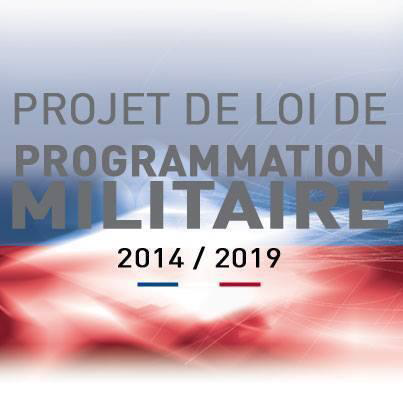 PROJET DE LOI DE
PROGRAMMATION
MILITAIRE
2014 / 2019